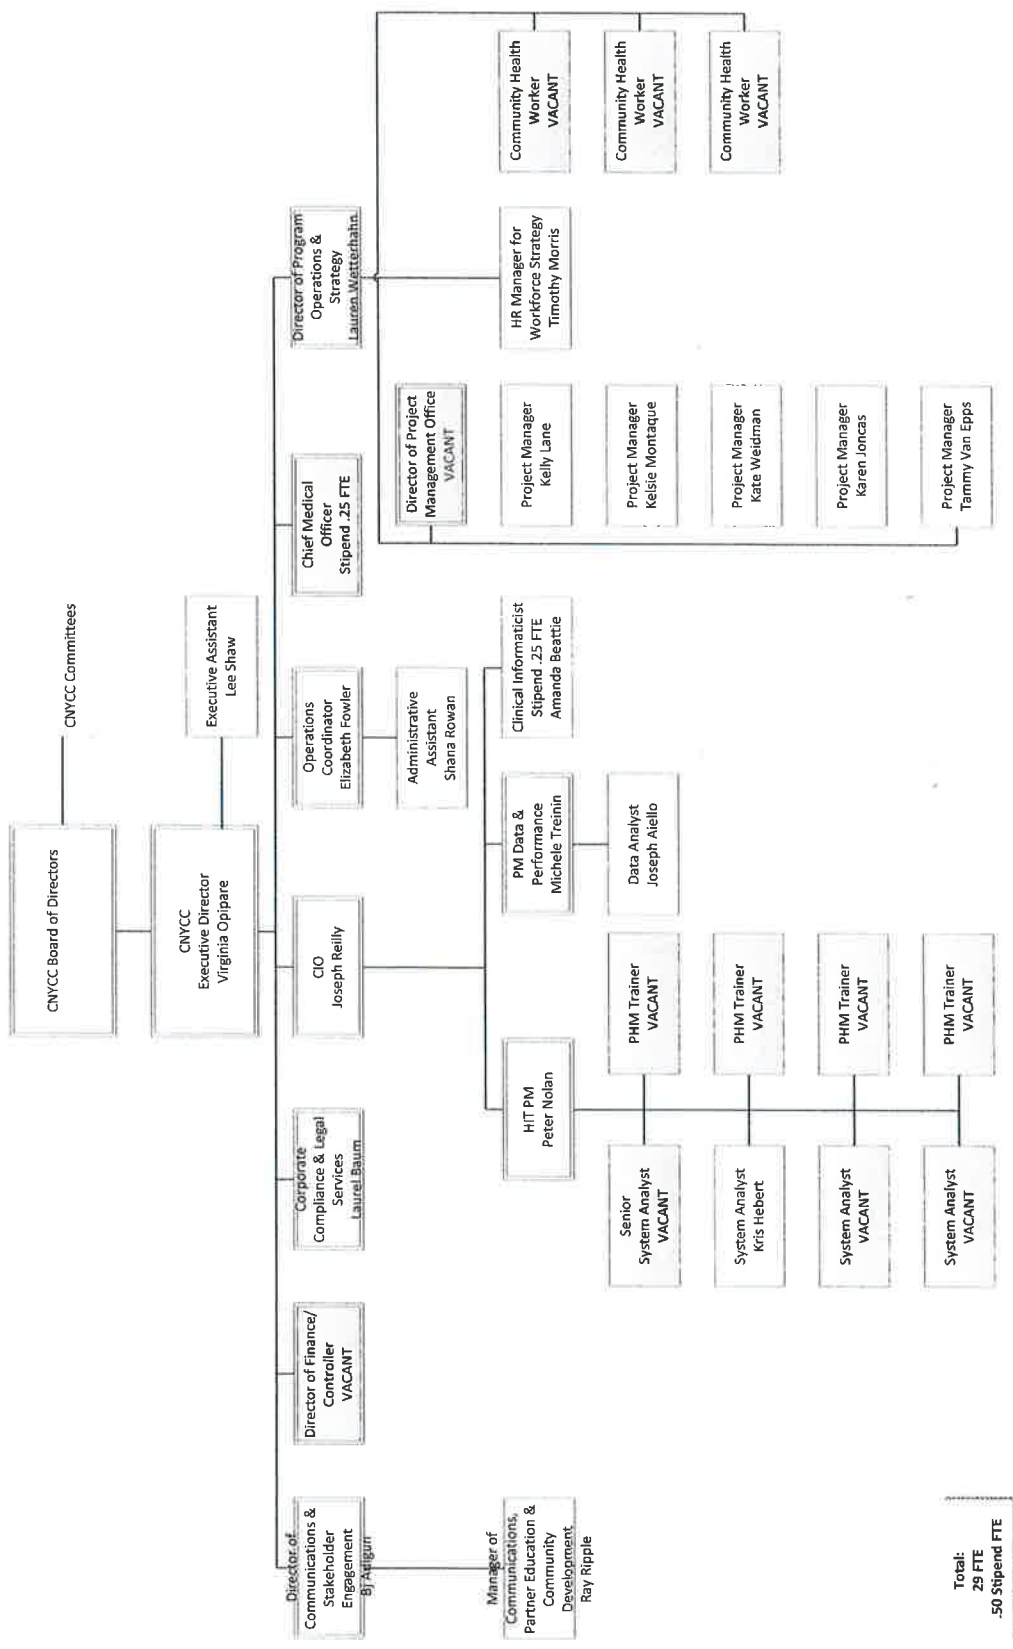 CNYCC Board of Directors
CNYCC Committees
CNYCC
Executive Director
Virginia Opipare
Executive Assistant
Lee Shaw
Director of
Communications &
Stakeholder
Engagement
Bj Adigun
Director of Finance/
Controller
VACANT
Corporate
Compliance & Legal
Services
Laurel Baum
CIO
Joseph Reilly
Operations
Coordinator
Elizabeth Fowler
Chief Medical
Officer
Stipend .25 FTE
Director of Program
Operations &
Strategy
Lauren Wetterhahn
Manager of
Communications,
Partner Education &
Community
Development
Ray Ripple
Administrative
Assistant
Shana Rowan
Director of Project
Management Office
VACANT
HIT PM
Peter Nolan
PM Data &
Performance
Michele Treinin
Clinical Informaticist
Stipend .25 FTE
Amanda Beattie
Project Manager
Kelly Lane
HR Manager for
Workforce Strategy
Timothy Morris
Community Health
Worker
VACANT
Senior
System Analyst
VACANT
PHM Trainer
VACANT
Data Analyst
Joseph Aiello
Project Manager
Kelsie Montaque
Community Health
Worker
VACANT
System Analyst
Kris Hebert
PHM Trainer
VACANT
Project Manager
Kate Weidman
Community Health
Worker
VACANT
System Analyst
VACANT
PHM Trainer
VACANT
Project Manager
Karen Joncas
System Analyst
VACANT
PHM Trainer
VACANT
Project Manager
Tammy Van Epps
Total:
29 FTE
.50 Stipend FTE